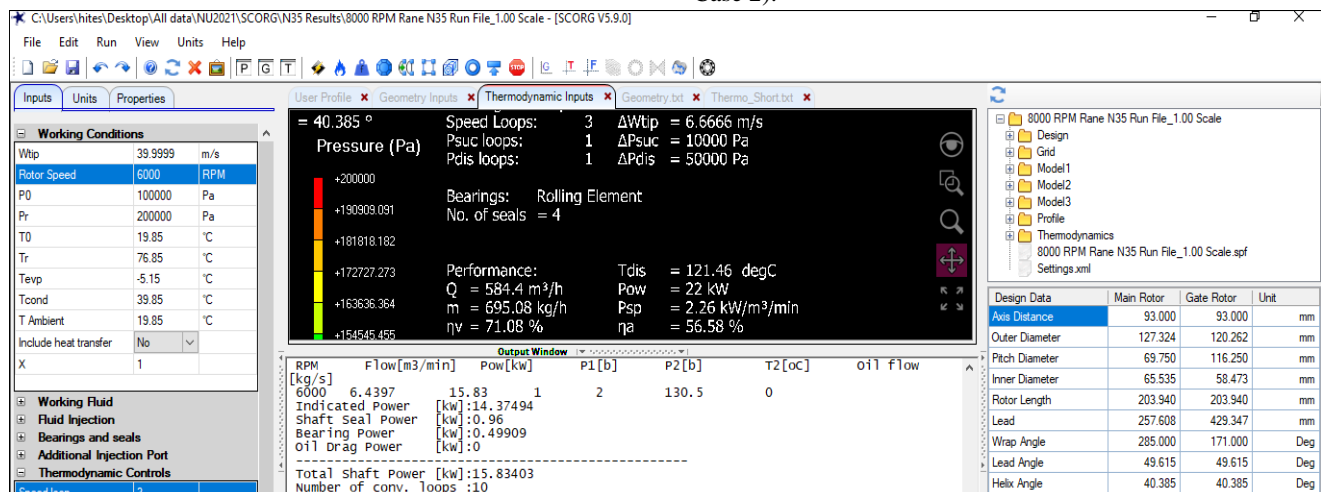 Case 2).
C:\Users\hites\Desktop\All data\NU2021\SCORG\N35 Results\8000 RPM Rane N35 Run File_1.00 Scale - [SCORG V5.9.0]
File Edit Run View Units Help
P G T
Inputs Units Properties
Working Conditions
Wtip 39.9999 m/s
Rotor Speed 6000 RPM
P0 100000 Pa
Pr 200000 Pa
T0 19.85 °C
Tr 76.85 °C
Tevp -5.15 °C
Tcond 39.85 °C
T Ambient 19.85 °C
Include heat transfer No
X 1
Working Fluid
Fluid Injection
Bearings and seals
Additional Injection Port
Thermodynamic Controls
User Profile Geometry Inputs Thermodynamic Inputs Geometry.txt Thermo_Short.txt
= 40.385 ° Speed Loops: 3 ΔWtip = 6.6666 m/s
Pressure (Pa) Psuc loops: 1 ΔPsuc = 10000 Pa
Pdis loops: 1 ΔPdis = 50000 Pa
+200000
Bearings: Rolling Element
+190909.091 No. of seals = 4
+181818.182
+172727.273 Performance: Tdis = 121.46 degC
Q = 584.4 m³/h Pow = 22 kW
+163636.364 m = 695.08 kg/h Psp = 2.26 kW/m³/min
+154545.455 ηv = 71.08 % ηa = 56.58 %
Output Window
RPM Flow[m3/min] Pow[kW] P1[b] P2[b] T2[oC] Oil flow
[kg/s]
6000 6.4397 15.83 1 2 130.5 0
Indicated Power [kW]:14.37494
Shaft Seal Power [kW]:0.96
Bearing Power [kW]:0.49909
Oil Drag Power [kW]:0
Total Shaft Power [kW]:15.83403
Number of conv. loops :10
8000 RPM Rane N35 Run File_1.00 Scale
Design
Grid
Model1
Model2
Model3
Profile
Thermodynamics
8000 RPM Rane N35 Run File_1.00 Scale.spf
Settings.xml
Design Data Main Rotor Gate Rotor Unit
Axis Distance 93.000 93.000 mm
Outer Diameter 127.324 120.262 mm
Pitch Diameter 69.750 116.250 mm
Inner Diameter 65.535 58.473 mm
Rotor Length 203.940 203.940 mm
Lead 257.608 429.347 mm
Wrap Angle 285.000 171.000 Deg
Lead Angle 49.615 49.615 Deg
Helix Angle 40.385 40.385 Deg